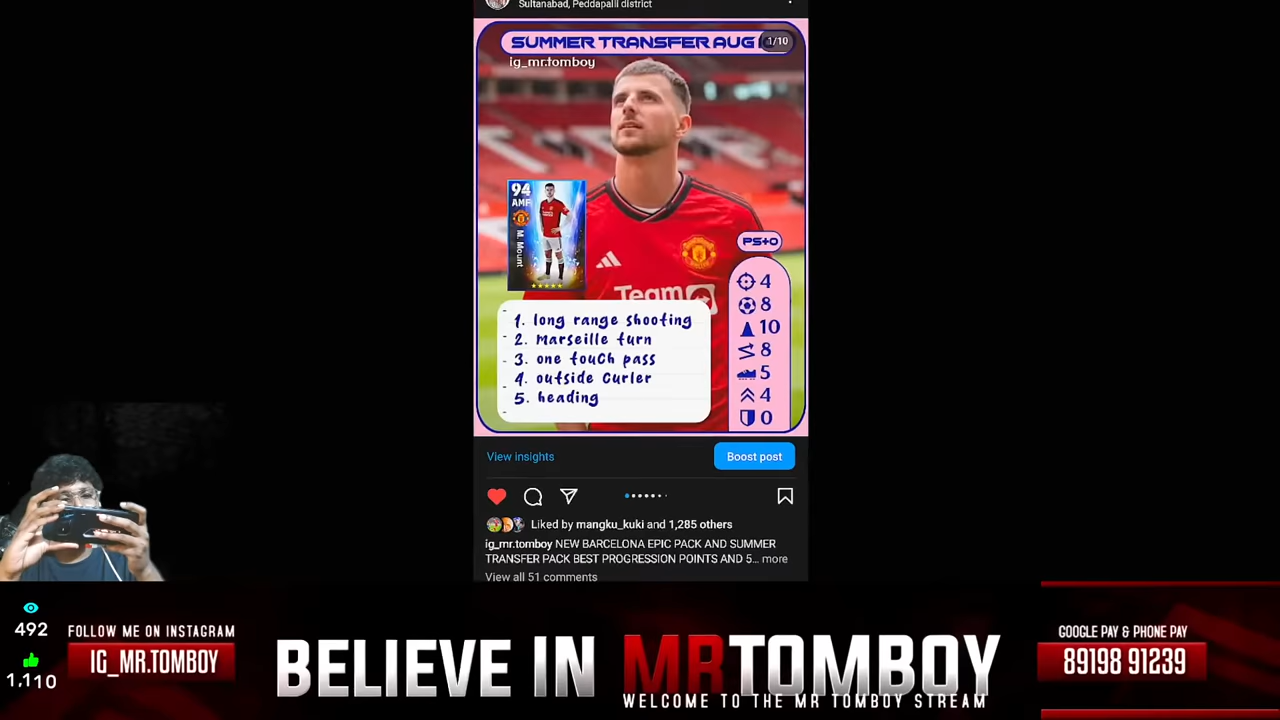 Sultanabad, Peddapalli district
SUMMER TRANSFER AUG
1/10
ig_mr.tomboy
94
AMF
M. Mount
Team
PS+0
4
8
10
8
5
4
0
1. long range shooting
2. Marseille turn
3. one touch pass
4. outside Curler
5. heading
View insights
Boost post
Liked by mangku_kuki and 1,285 others
ig_mr.tomboy NEW BARCELONA EPIC PACK AND SUMMER
TRANSFER PACK BEST PROGRESSION POINTS AND 5... more
View all 51 comments
492
1,110
FOLLOW ME ON INSTAGRAM
IG_MR.TOMBOY
BELIEVE IN MRTOMBOY
WELCOME TO THE MR TOMBOY STREAM
GOOGLE PAY & PHONE PAY
89198 91239